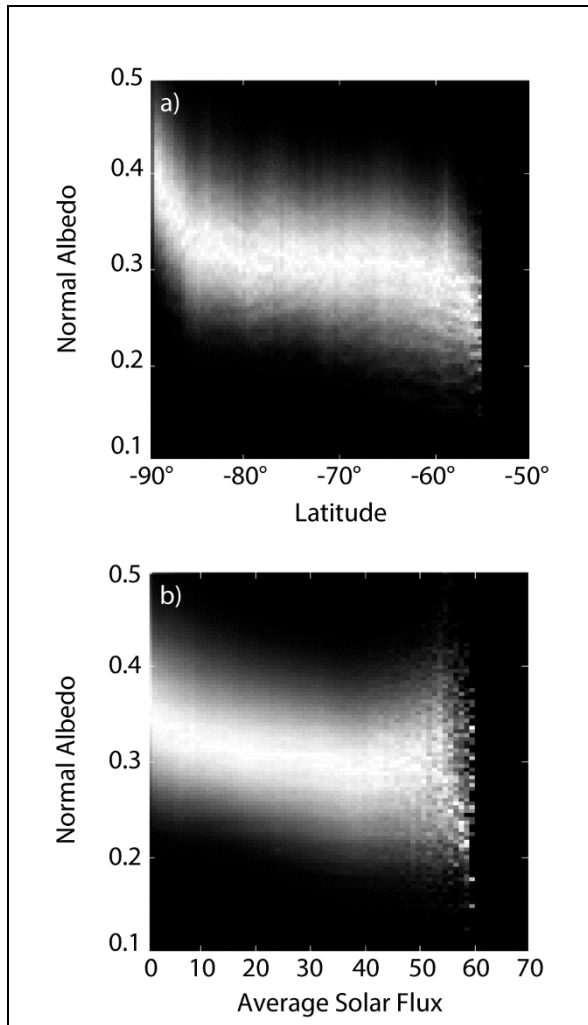 0.5
a)
0.4
Normal Albedo
0.3
0.2
0.1
-90° -80° -70° -60° -50°
Latitude
0.5
b)
0.4
Normal Albedo
0.3
0.2
0.1
0 10 20 30 40 50 60 70
Average Solar Flux